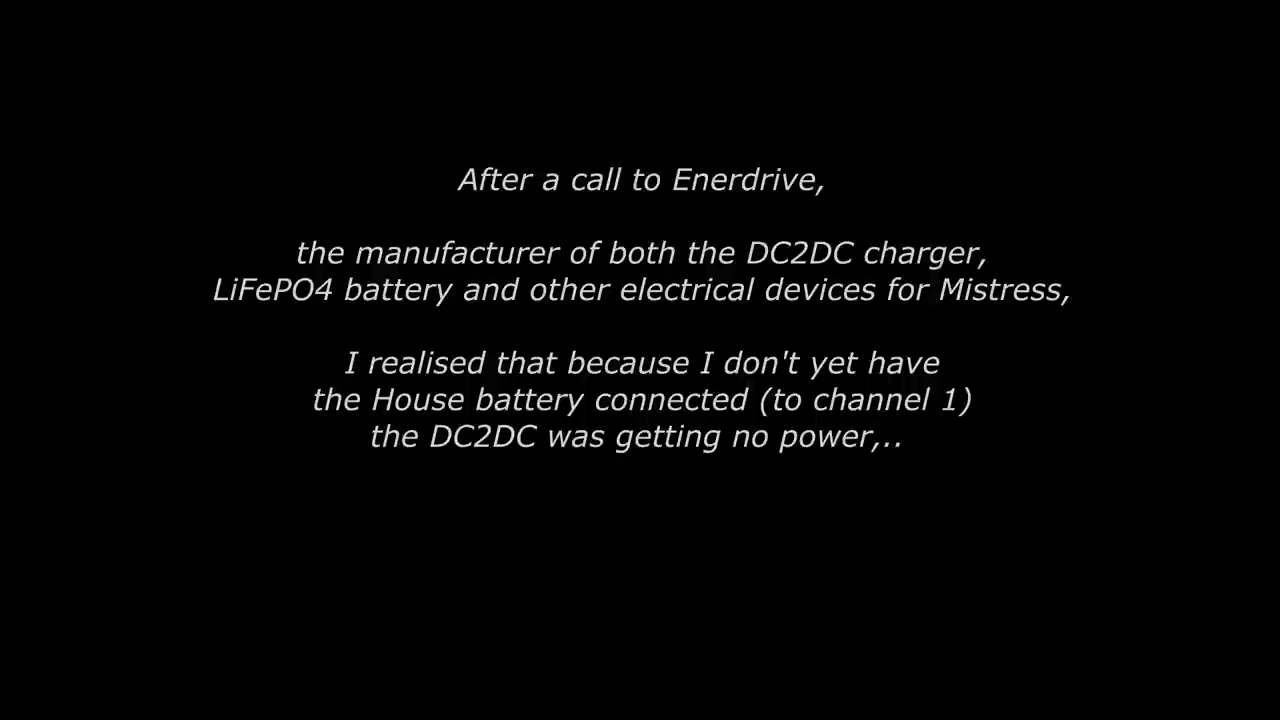 After a call to Enerdrive,
the manufacturer of both the DC2DC charger,
LiFePO4 battery and other electrical devices for Mistress,
I realised that because I don't yet have
the House battery connected (to channel 1)
the DC2DC was getting no power,..